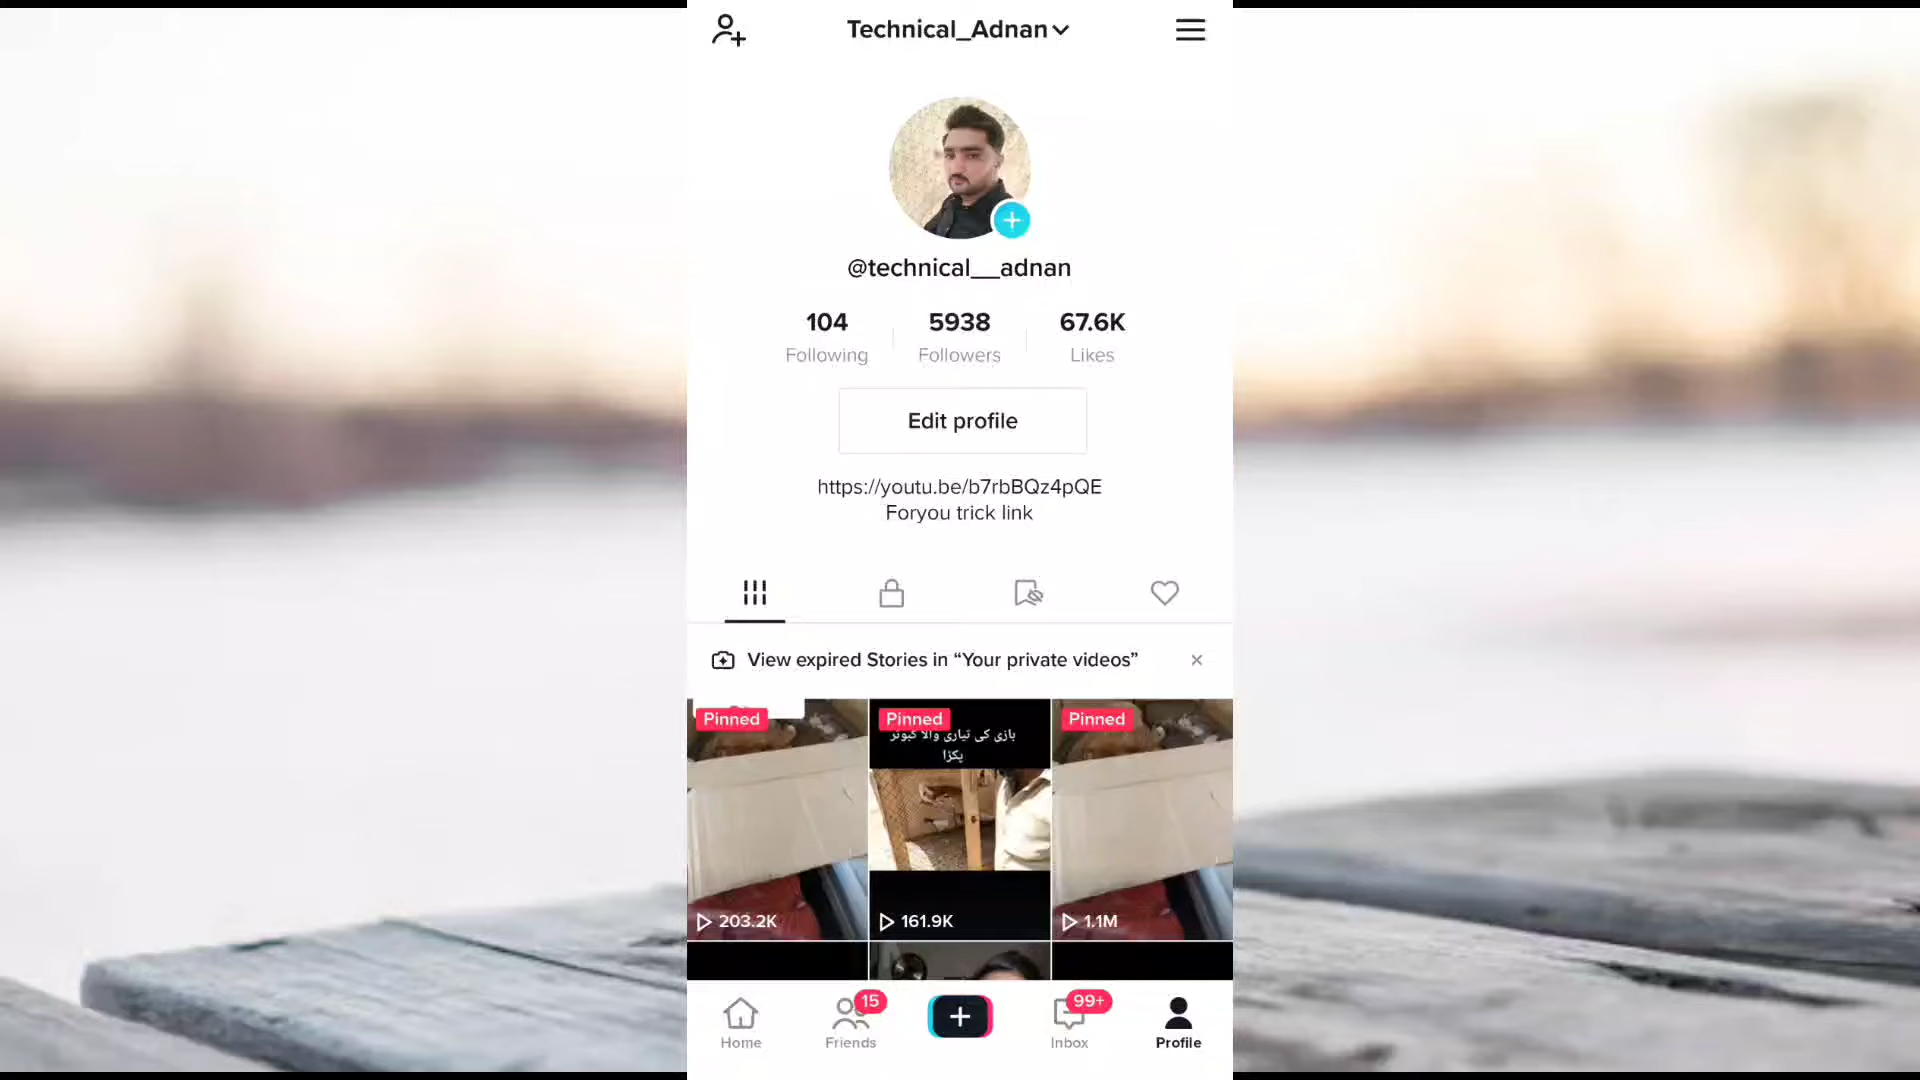 Technical_Adnan
@technical__adnan
104
5938
67.6K
Following
Followers
Likes
Edit profile
https://youtu.be/b7rbBQz4pQE
Foryou trick link
View expired Stories in “Your private videos”
Pinned
Pinned
Pinned
بازی کی تیاری والا کبوتر
پکڑا
203.2K
161.9K
1.1M
15
99+
Home
Friends
Inbox
Profile